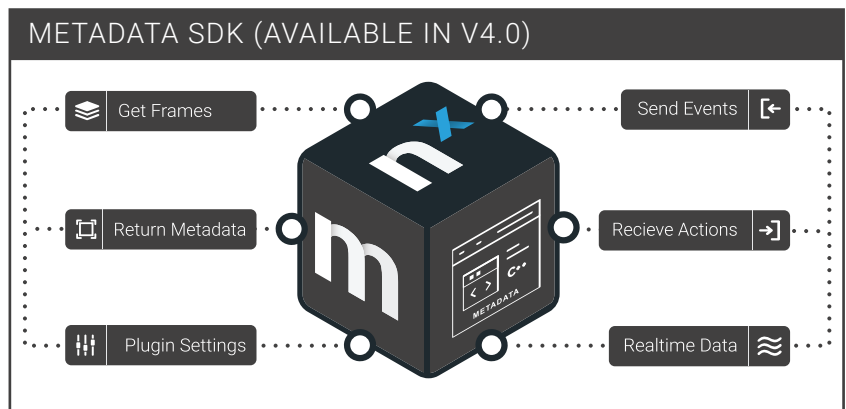 METADATA SDK (AVAILABLE IN V4.0)
Get Frames
Send Events
Return Metadata
Recieve Actions
Plugin Settings
Realtime Data
nx
m
C++
< >
METADATA